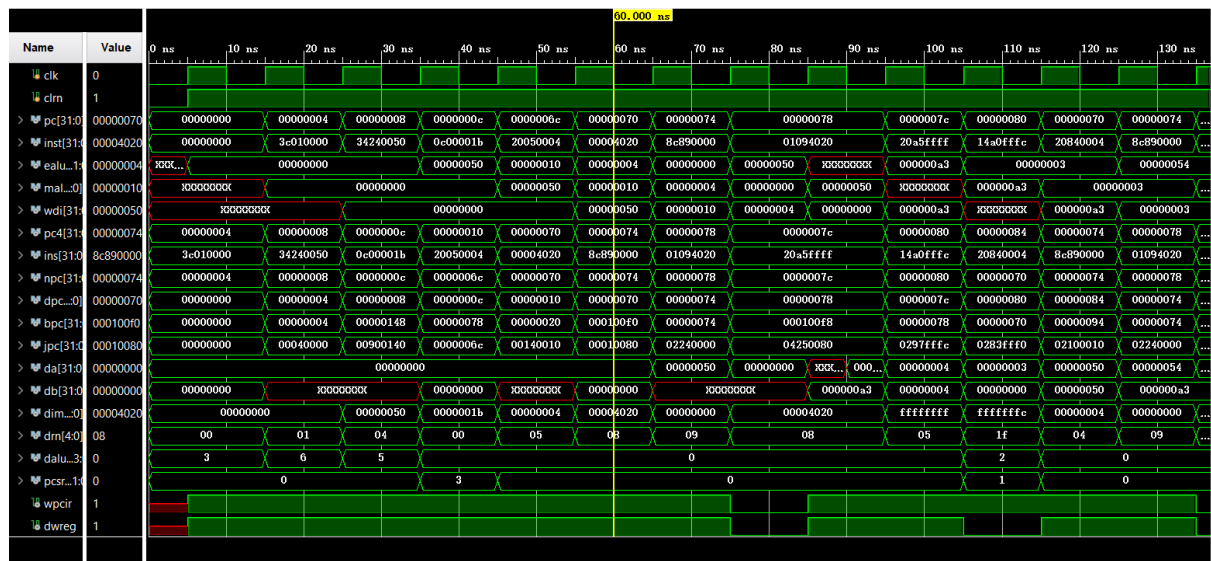 60.000 ns
Name Value 0 ns 10 ns 20 ns 30 ns 40 ns 50 ns 60 ns 70 ns 80 ns 90 ns 100 ns 110 ns 120 ns 130 ns
clk 0
clrn 1
pc[31:0] 00000070 00000000 00000004 00000008 0000000c 0000006c 00000070 00000074 00000078 0000007c 00000080 00000070 00000074 ...
inst[31:0 00004020 00000000 3c010000 34240050 0c00001b 20050004 00004020 8c890000 01094020 20a5ffff 14a0fffc 20840004 8c890000 ...
ealu...1:0 00000004 XXX... 00000000 00000050 00000010 00000004 00000000 00000050 XXXXXXXX 000000a3 00000003 00000054
mal...:0] 00000010 XXXXXXXX 00000000 00000050 00000010 00000004 00000000 00000050 XXXXXXXX 000000a3 00000003 ...
wdi[31:0 00000050 XXXXXXXX 00000000 00000050 00000010 00000004 00000000 000000a3 XXXXXXXX 000000a3 00000003
pc4[31:0 00000074 00000004 00000008 0000000c 00000010 00000070 00000074 00000078 0000007c 00000080 00000084 00000074 00000078 ...
ins[31:0 8c890000 3c010000 34240050 0c00001b 20050004 00004020 8c890000 01094020 20a5ffff 14a0fffc 20840004 8c890000 01094020 ...
npc[31:0 00000074 00000004 00000008 0000000c 0000006c 00000070 00000074 00000078 0000007c 00000080 00000070 00000074 00000078 ...
dpc...:0] 00000070 00000000 00000004 00000008 0000000c 00000010 00000070 00000074 00000078 0000007c 00000080 00000084 00000074 ...
bpc[31: 000100f0 00000000 00000004 00000148 00000078 00000020 000100f0 00000074 000100f8 00000078 00000070 00000094 00000074 ...
jpc[31:0 00010080 00000000 00040000 00900140 0000006c 00140010 00010080 02240000 04250080 0297fffc 0283fff0 02100010 02240000 ...
da[31:0 00000000 00000000 00000050 00000000 XXX... 000... 00000004 00000003 00000050 00000054 ...
db[31:0 00000000 00000000 XXXXXXXX 00000000 XXXXXXXX 00000000 XXXXXXXX 000000a3 00000004 00000000 00000003 000000a3
dim...:0] 00004020 00000000 00000050 0000001b 00000004 00004020 00000000 00004020 ffffffff fffffffc 00000004 00000000 ...
drn[4:0] 08 00 01 04 00 05 08 09 08 05 1f 04 09 ...
dalu...3: 0 3 6 5 0 2 0
pcsr...1:0 0 0 3 0 1 0
wpcir 1
dwreg 1